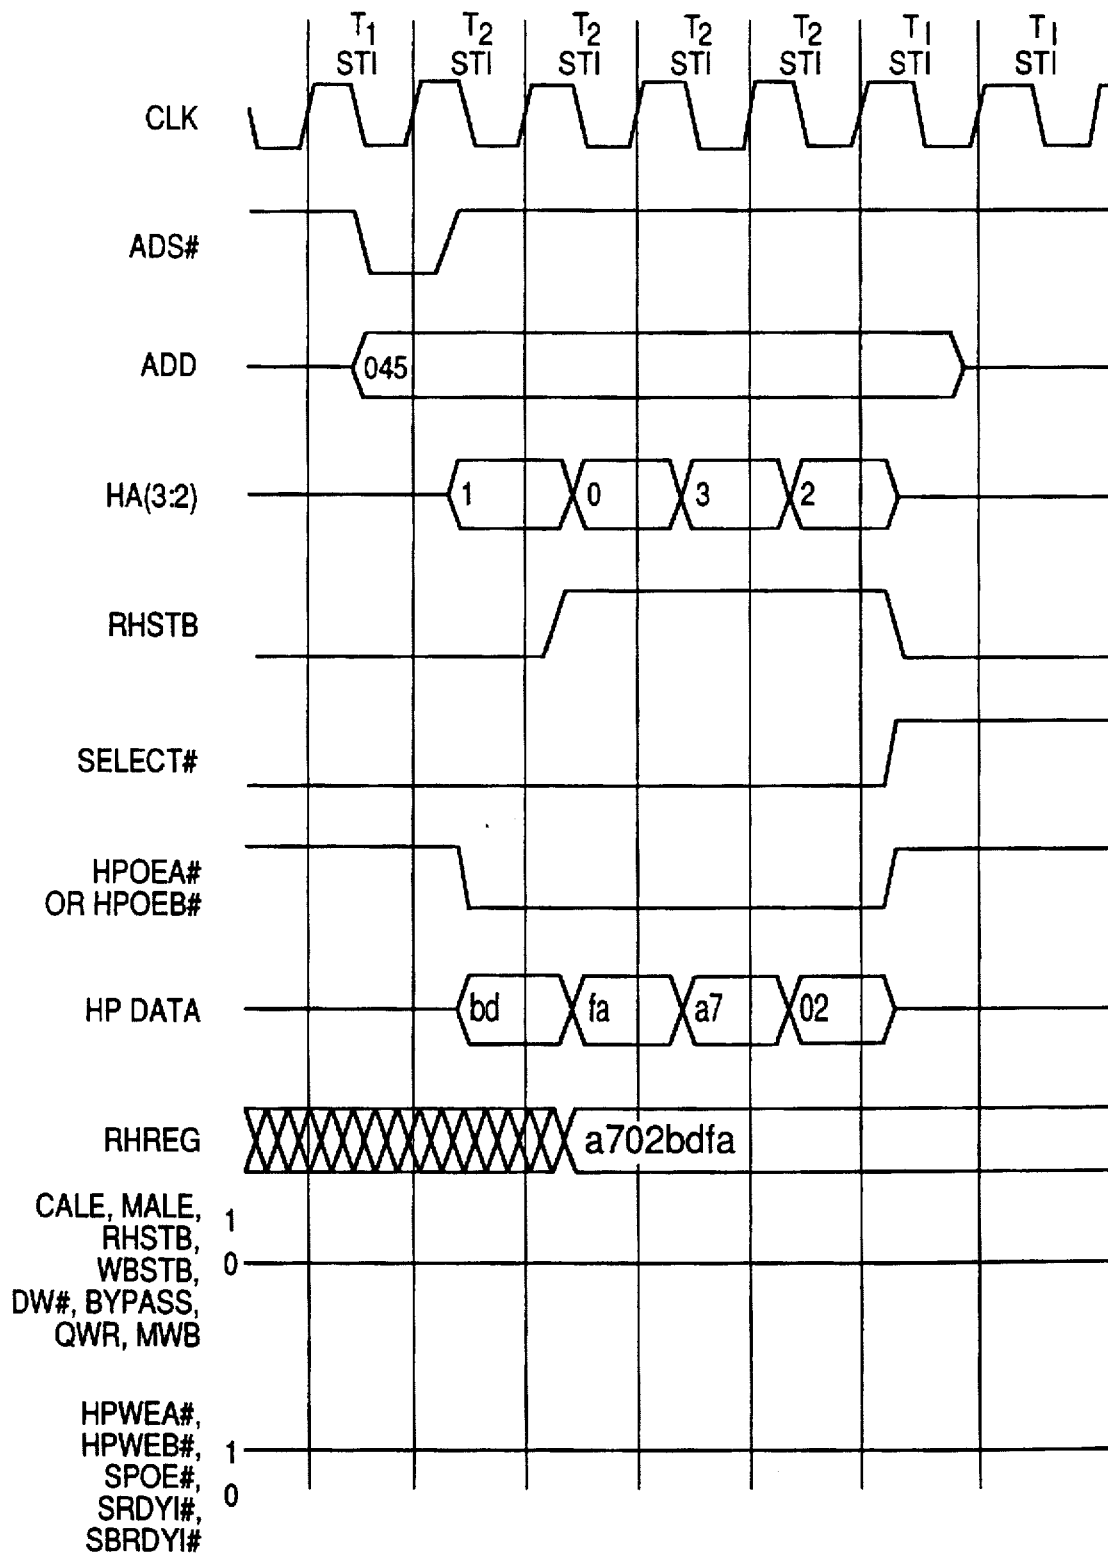 T1 T2 T2 T2 T2 TI TI
STI STI STI STI STI STI STI
CLK
ADS#
ADD 045
HA(3:2) 1 0 3 2
RHSTB
SELECT#
HPOEA#
OR HPOEB#
HP DATA bd fa a7 02
RHREG a702bdfa
CALE, MALE, 1
RHSTB,
WBSTB, 0
DW#, BYPASS,
QWR, MWB
HPWEA#,
HPWEB#, 1
SPOE#,
0
SRDYI#,
SBRDYI#